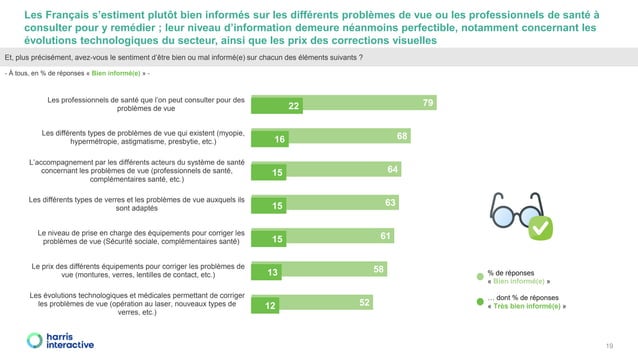 Les Français s’estiment plutôt bien informés sur les différents problèmes de vue ou les professionnels de santé à
consulter pour y remédier ; leur niveau d’information demeure néanmoins perfectible, notamment concernant les
évolutions technologiques du secteur, ainsi que les prix des corrections visuelles
Et, plus précisément, avez-vous le sentiment d’être bien ou mal informé(e) sur chacun des éléments suivants ?
- À tous, en % de réponses « Bien informé(e) » -
Les professionnels de santé que l’on peut consulter pour des
problèmes de vue
22
79
Les différents types de problèmes de vue qui existent (myopie,
hypermétropie, astigmatisme, presbytie, etc.)
16
68
L’accompagnement par les différents acteurs du système de santé
concernant les problèmes de vue (professionnels de santé,
complémentaires santé, etc.)
15
64
Les différents types de verres et les problèmes de vue auxquels ils
sont adaptés
15
63
Le niveau de prise en charge des équipements pour corriger les
problèmes de vue (Sécurité sociale, complémentaires santé)
15
61
Le prix des différents équipements pour corriger les problèmes de
vue (montures, verres, lentilles de contact, etc.)
13
58
Les évolutions technologiques et médicales permettant de corriger
les problèmes de vue (opération au laser, nouveaux types de
verres, etc.)
12
52
% de réponses
« Bien informé(e) »
… dont % de réponses
« Très bien informé(e) »
harris
interactive
19